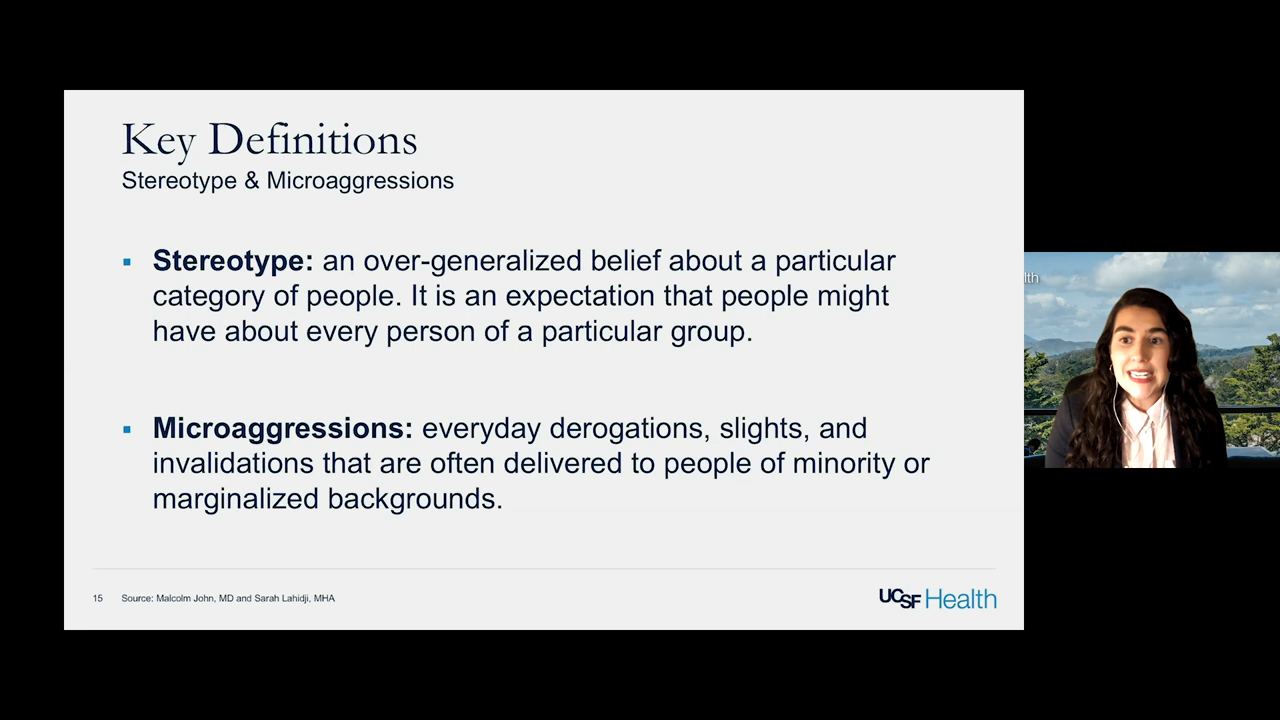 Key Definitions
Stereotype & Microaggressions
Stereotype: an over-generalized belief about a particular
category of people. It is an expectation that people might
have about every person of a particular group.
Microaggressions: everyday derogations, slights, and
invalidations that are often delivered to people of minority or
marginalized backgrounds.
15 Source: Malcolm John, MD and Sarah Lahidji, MHA
UCSF Health